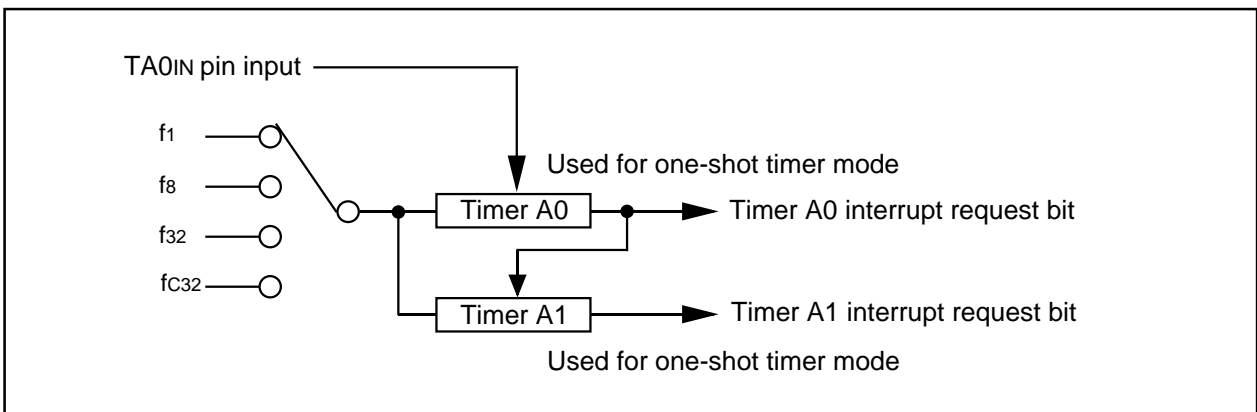 TA0IN pin input
f1
Used for one-shot timer mode
f8
Timer A0
Timer A0 interrupt request bit
f32
fC32
Timer A1
Timer A1 interrupt request bit
Used for one-shot timer mode